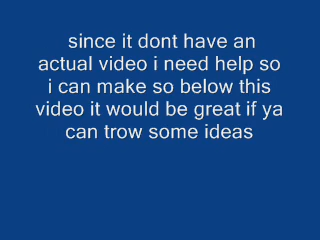 since it dont have an
actual video i need help so
i can make so below this
video it would be great if ya
can trow some ideas